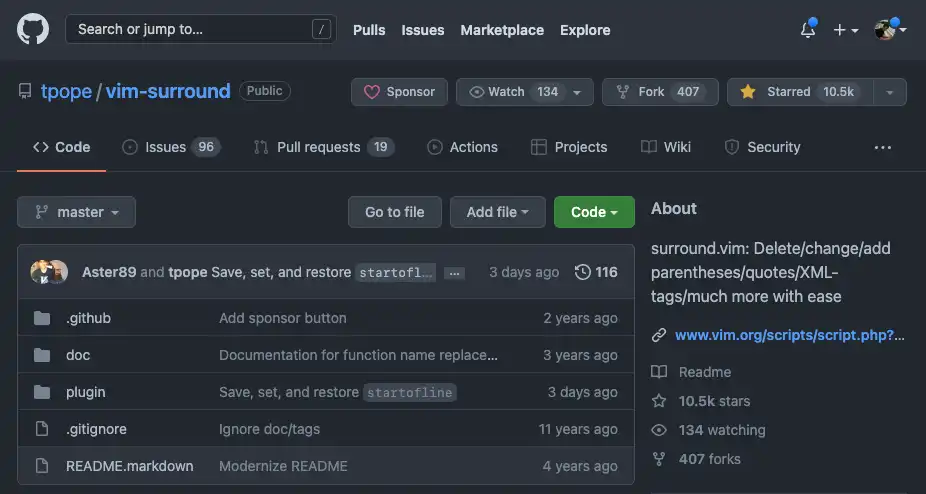 Search or jump to... /
Pulls Issues Marketplace Explore
tpope / vim-surround Public
Sponsor Watch 134 Fork 407 Starred 10.5k
Code Issues 96 Pull requests 19 Actions Projects Wiki Security ...
master Go to file Add file Code
Aster89 and tpope Save, set, and restore startofl... ... 3 days ago 116
.github Add sponsor button 2 years ago
doc Documentation for function name replace... 3 years ago
plugin Save, set, and restore startofline 3 days ago
.gitignore Ignore doc/tags 11 years ago
README.markdown Modernize README 4 years ago
About
surround.vim: Delete/change/add
parentheses/quotes/XML-
tags/much more with ease
www.vim.org/scripts/script.php?...
Readme
10.5k stars
134 watching
407 forks